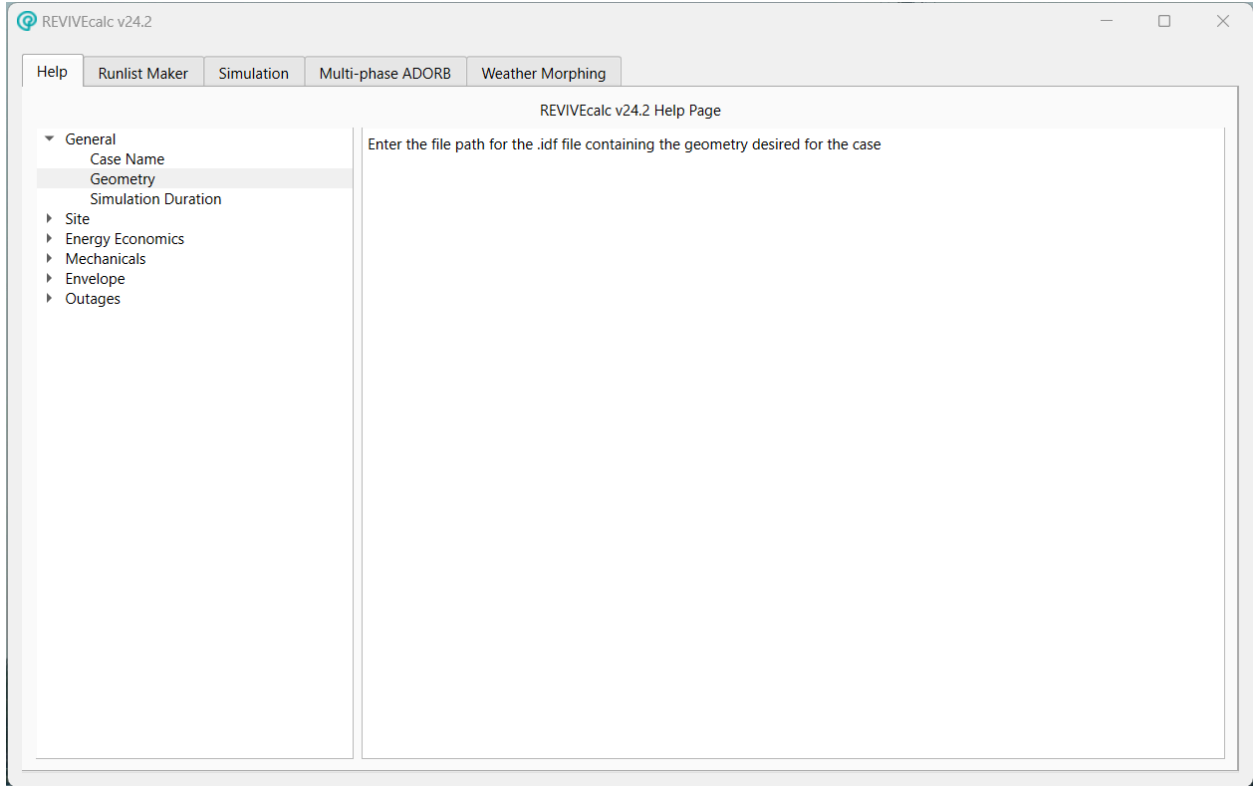 REVIVEcalc v24.2
Help Runlist Maker Simulation Multi-phase ADORB Weather Morphing
REVIVEcalc v24.2 Help Page
General
Case Name
Geometry
Simulation Duration
Site
Energy Economics
Mechanicals
Envelope
Outages
Enter the file path for the .idf file containing the geometry desired for the case